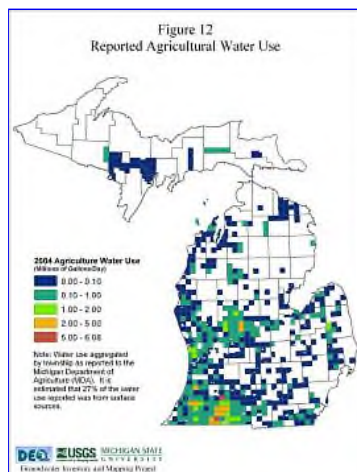 Figure 12
Reported Agricultural Water Use
2004 Agriculture Water Use
(Millions of Gallons/Day)
0.00 - 0.10
0.10 - 1.00
1.00 - 2.00
2.00 - 5.00
5.00 - 6.08
Note: Water use aggregated
by township as reported to the
Michigan Department of
Agriculture (MDA). It is
estimated that 27% of the water
use reported was from surface
sources.
DEQ USGS MICHIGAN STATE
UNIVERSITY
Groundwater Inventory and Mapping Project